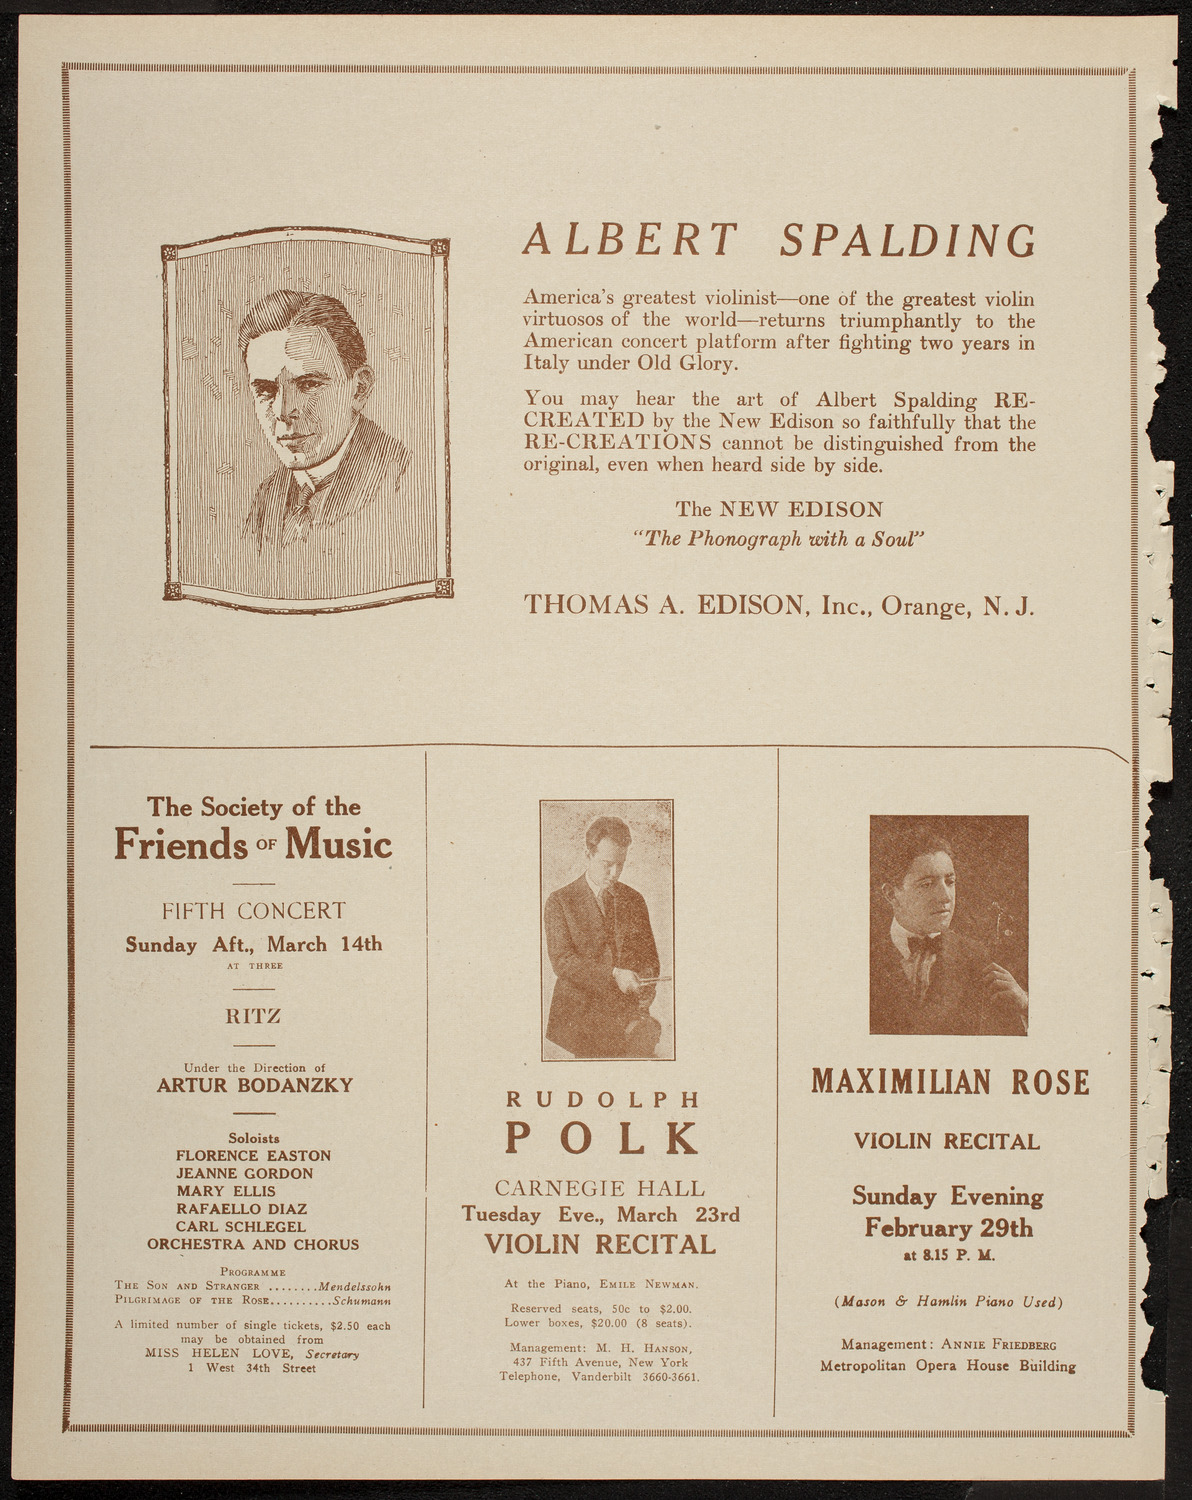 ALBERT SPALDING
America's greatest violinist—one of the greatest violin
virtuosos of the world—returns triumphantly to the
American concert platform after fighting two years in
Italy under Old Glory.
You may hear the art of Albert Spalding RE-
CREATED by the New Edison so faithfully that the
RE-CREATIONS cannot be distinguished from the
original, even when heard side by side.
The NEW EDISON
"The Phonograph with a Soul"
THOMAS A. EDISON, Inc., Orange, N. J.
The Society of the
Friends OF Music
FIFTH CONCERT
Sunday Aft., March 14th
AT THREE
RITZ
Under the Direction of
ARTUR BODANZKY
Soloists
FLORENCE EASTON
JEANNE GORDON
MARY ELLIS
RAFAELLO DIAZ
CARL SCHLEGEL
ORCHESTRA AND CHORUS
PROGRAMME
THE SON AND STRANGER ........Mendelssohn
PILGRIMAGE OF THE ROSE..........Schumann
A limited number of single tickets, $2.50 each
may be obtained from
MISS HELEN LOVE, Secretary
1 West 34th Street
RUDOLPH
POLK
CARNEGIE HALL
Tuesday Eve., March 23rd
VIOLIN RECITAL
At the Piano, EMILE NEWMAN.
Reserved seats, 50c to $2.00.
Lower boxes, $20.00 (8 seats).
Management: M. H. HANSON,
437 Fifth Avenue, New York
Telephone, Vanderbilt 3660-3661.
MAXIMILIAN ROSE
VIOLIN RECITAL
Sunday Evening
February 29th
at 8.15 P. M.
(Mason & Hamlin Piano Used)
Management: ANNIE FRIEDBERG
Metropolitan Opera House Building